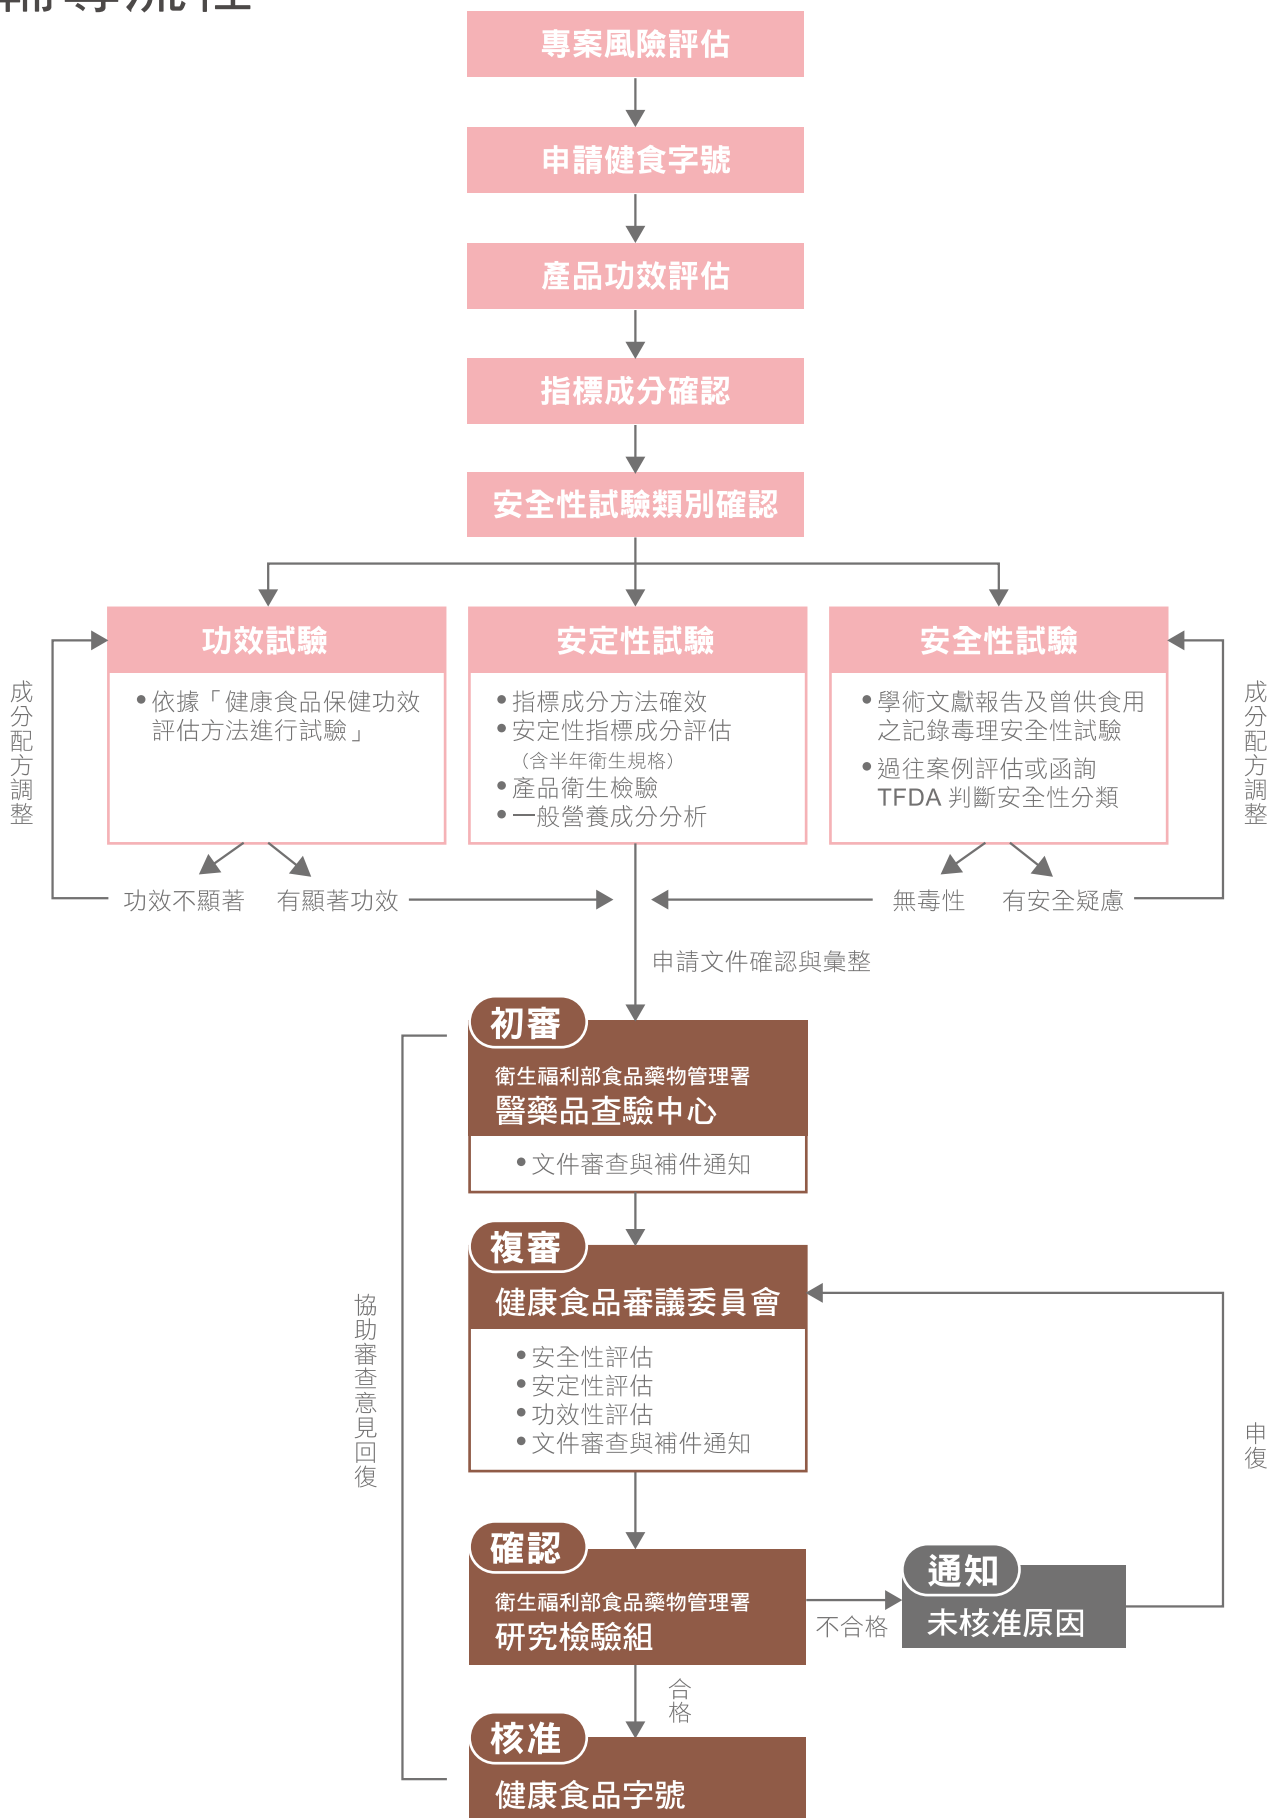 輔導流程
專案風險評估
申請健食字號
產品功效評估
指標成分確認
安全性試驗類別確認
功效試驗
• 依據「健康食品保健功效
評估方法進行試驗」
安定性試驗
• 指標成分方法確效
• 安定性指標成分評估
（含半年衛生規格）
• 產品衛生檢驗
• 一般營養成分分析
安全性試驗
• 學術文獻報告及曾供食用
之記錄毒理安全性試驗
• 過往案例評估或函詢
TFDA 判斷安全性分類
成分配方調整
成分配方調整
功效不顯著
有顯著功效
無毒性
有安全疑慮
申請文件確認與彙整
初審
衛生福利部食品藥物管理署
醫藥品查驗中心
• 文件審查與補件通知
複審
健康食品審議委員會
• 安全性評估
• 安定性評估
• 功效性評估
• 文件審查與補件通知
協助審查意見回復
申復
確認
衛生福利部食品藥物管理署
研究檢驗組
不合格
通知
未核准原因
合格
核准
健康食品字號